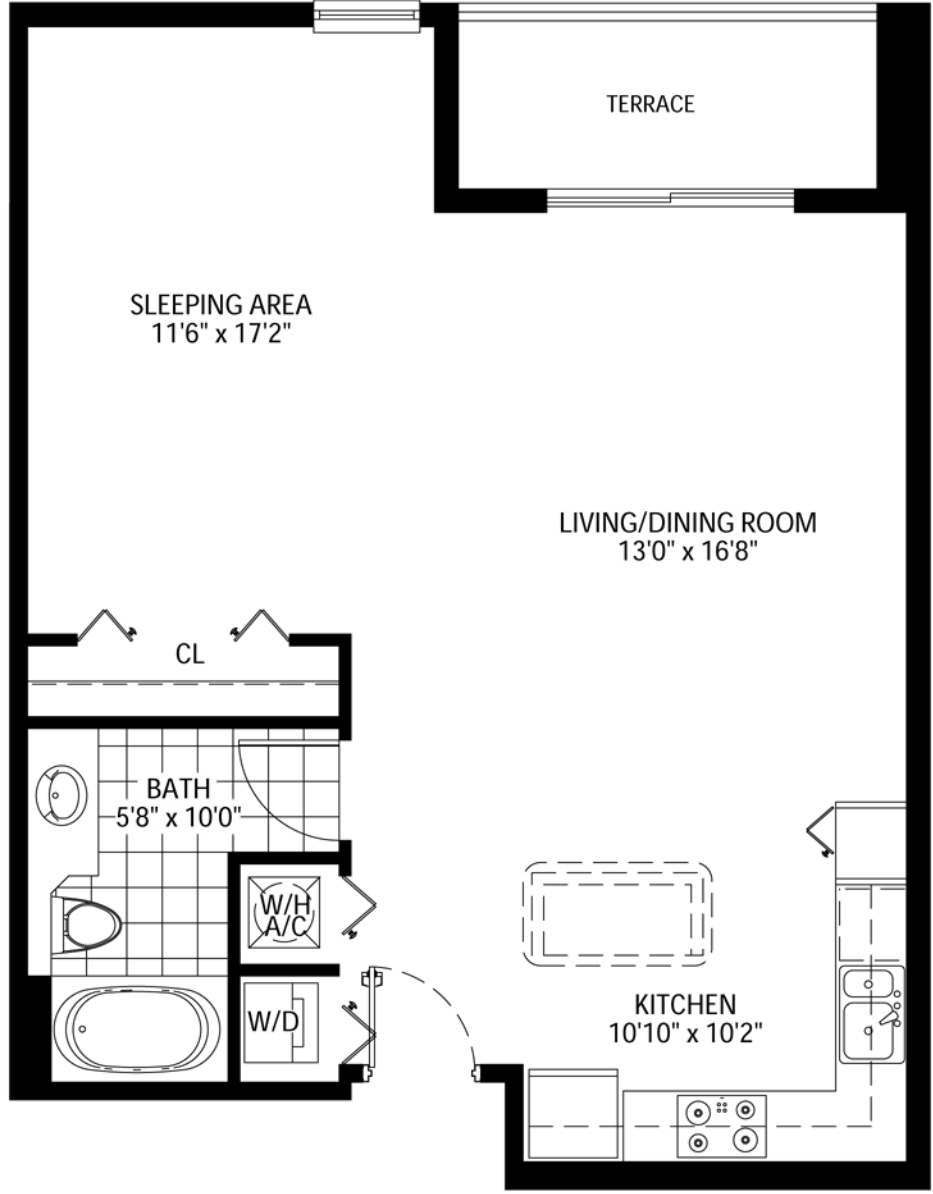 TERRACE
SLEEPING AREA
11'6" x 17'2"
LIVING/DINING ROOM
13'0" x 16'8"
CL
BATH
5'8" x 10'0"
W/H
A/C
KITCHEN
10'10" x 10'2"
W/D